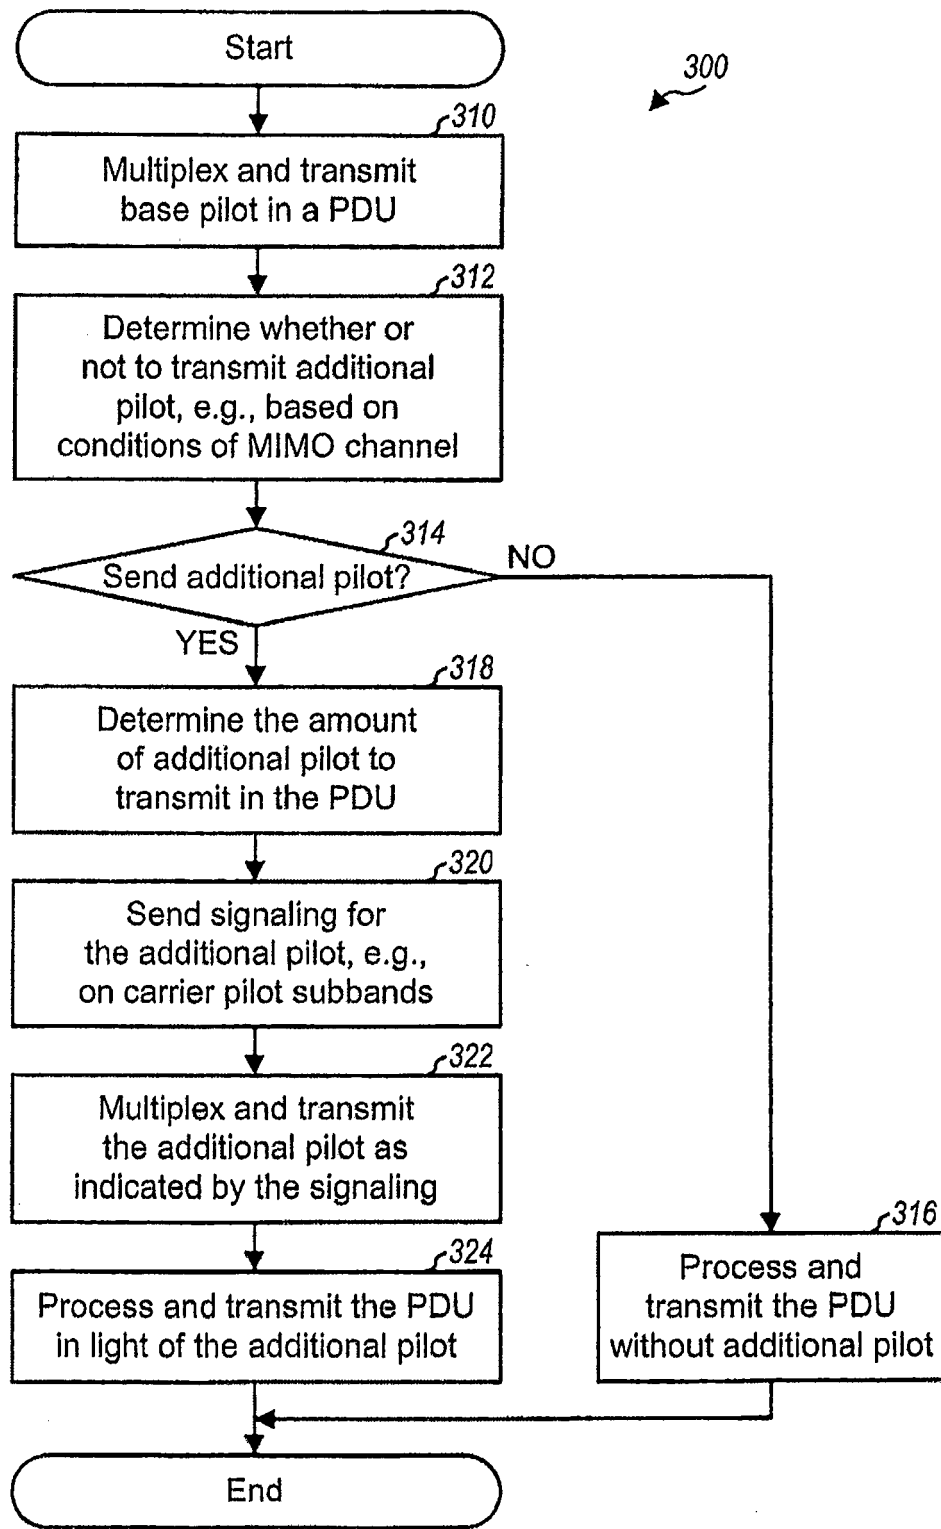 Start
300
310
Multiplex and transmit
base pilot in a PDU
312
Determine whether or
not to transmit additional
pilot, e.g., based on
conditions of MIMO channel
314
Send additional pilot?
NO
YES
318
Determine the amount
of additional pilot to
transmit in the PDU
320
Send signaling for
the additional pilot, e.g.,
on carrier pilot subbands
322
Multiplex and transmit
the additional pilot as
indicated by the signaling
324
Process and transmit the PDU
in light of the additional pilot
316
Process and
transmit the PDU
without additional pilot
End